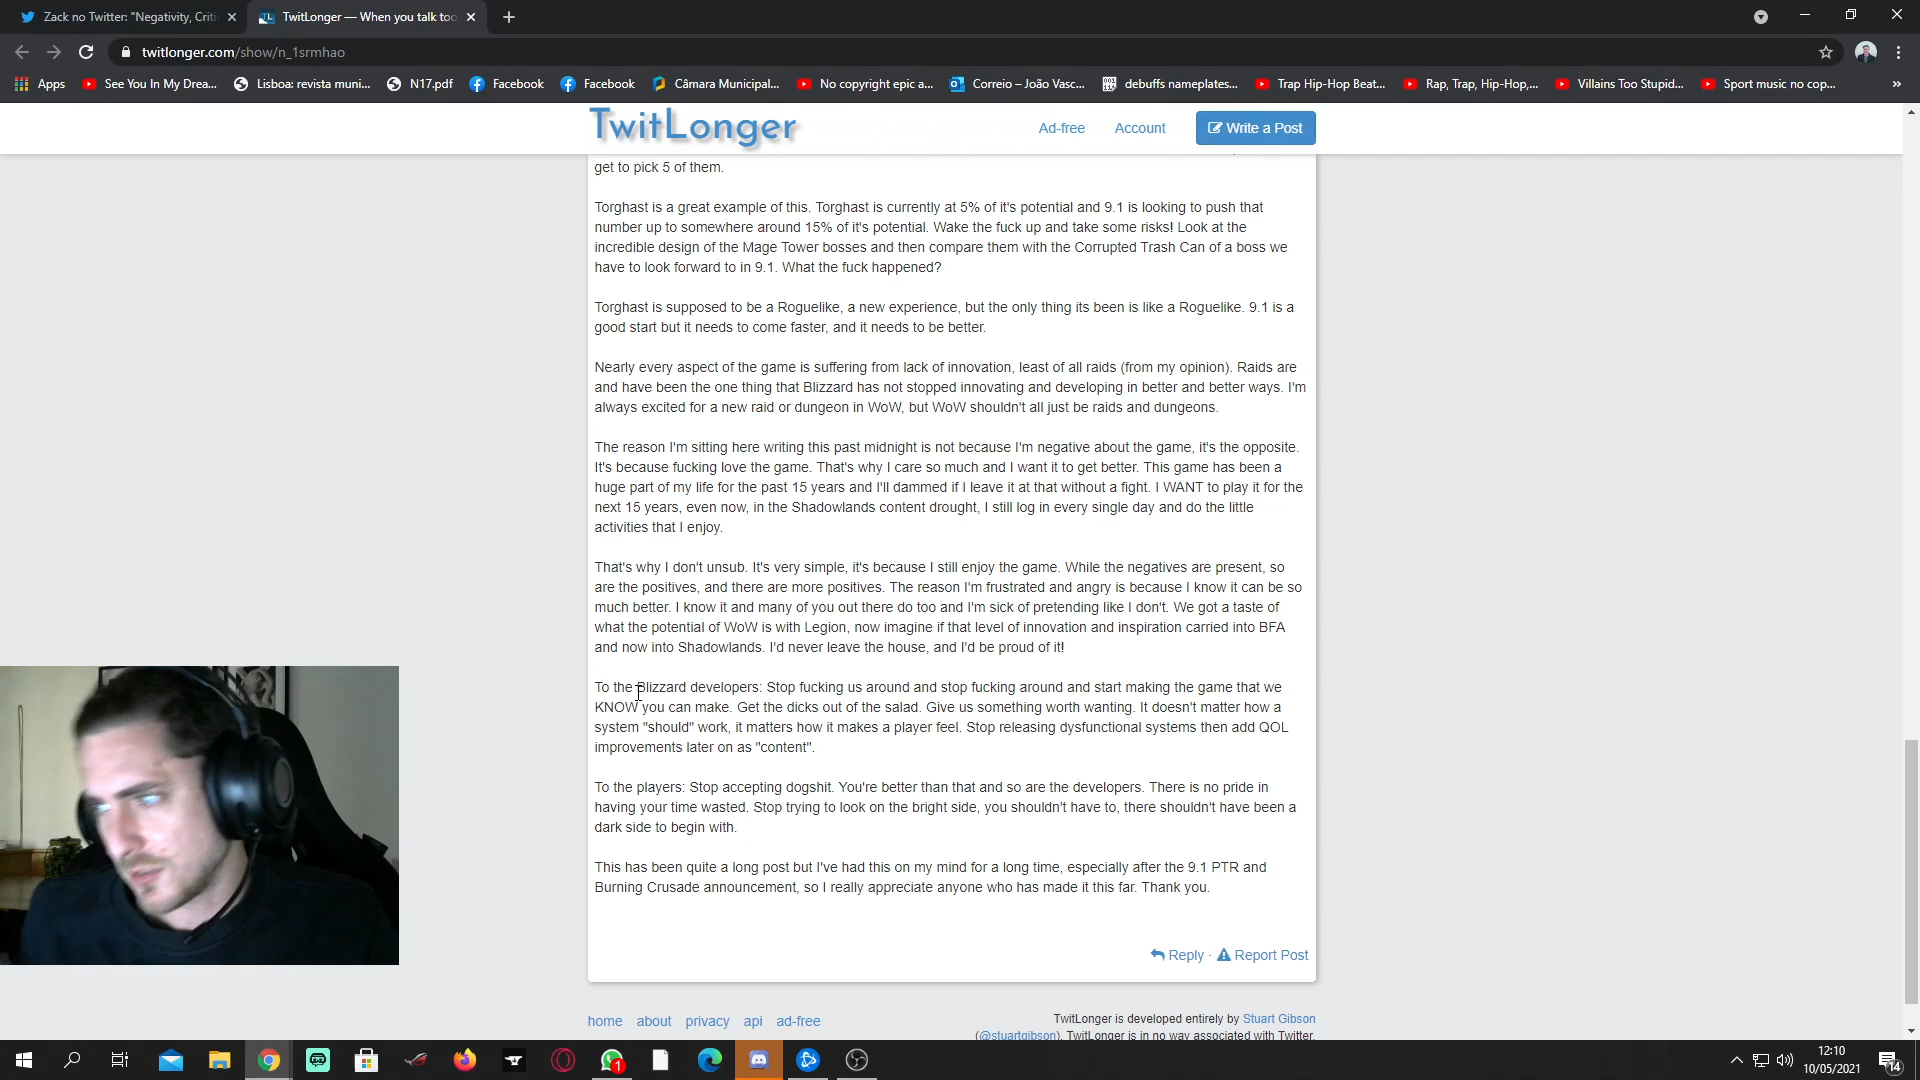 Zack no Twitter: "Negativity, Criti
TwitLonger — When you talk too
twitlonger.com/show/n_1srmhao
Apps
See You In My Drea...
Lisboa: revista muni...
N17.pdf
Facebook
Facebook
Câmara Municipal...
No copyright epic a...
Correio – João Vasc...
debuffs nameplates...
Trap Hip-Hop Beat...
Rap, Trap, Hip-Hop,...
Villains Too Stupid...
Sport music no cop...
»
TwitLonger
Ad-free
Account
Write a Post
get to pick 5 of them.
Torghast is a great example of this. Torghast is currently at 5% of it's potential and 9.1 is looking to push that
number up to somewhere around 15% of it's potential. Wake the fuck up and take some risks! Look at the
incredible design of the Mage Tower bosses and then compare them with the Corrupted Trash Can of a boss we
have to look forward to in 9.1. What the fuck happened?
Torghast is supposed to be a Roguelike, a new experience, but the only thing its been is like a Roguelike. 9.1 is a
good start but it needs to come faster, and it needs to be better.
Nearly every aspect of the game is suffering from lack of innovation, least of all raids (from my opinion). Raids are
and have been the one thing that Blizzard has not stopped innovating and developing in better and better ways. I'm
always excited for a new raid or dungeon in WoW, but WoW shouldn't all just be raids and dungeons.
The reason I'm sitting here writing this past midnight is not because I'm negative about the game, it's the opposite.
It's because fucking love the game. That's why I care so much and I want it to get better. This game has been a
huge part of my life for the past 15 years and I'll dammed if I leave it at that without a fight. I WANT to play it for the
next 15 years, even now, in the Shadowlands content drought, I still log in every single day and do the little
activities that I enjoy.
That's why I don't unsub. It's very simple, it's because I still enjoy the game. While the negatives are present, so
are the positives, and there are more positives. The reason I'm frustrated and angry is because I know it can be so
much better. I know it and many of you out there do too and I'm sick of pretending like I don't. We got a taste of
what the potential of WoW is with Legion, now imagine if that level of innovation and inspiration carried into BFA
and now into Shadowlands. I'd never leave the house, and I'd be proud of it!
To the Blizzard developers: Stop fucking us around and stop fucking around and start making the game that we
KNOW you can make. Get the dicks out of the salad. Give us something worth wanting. It doesn't matter how a
system "should" work, it matters how it makes a player feel. Stop releasing dysfunctional systems then add QOL
improvements later on as "content".
To the players: Stop accepting dogshit. You're better than that and so are the developers. There is no pride in
having your time wasted. Stop trying to look on the bright side, you shouldn't have to, there shouldn't have been a
dark side to begin with.
This has been quite a long post but I've had this on my mind for a long time, especially after the 9.1 PTR and
Burning Crusade announcement, so I really appreciate anyone who has made it this far. Thank you.
Reply · Report Post
home about privacy api ad-free
TwitLonger is developed entirely by Stuart Gibson
(@stuartgibson). TwitLonger is in no way associated with Twitter.
1
12:10
10/05/2021
14